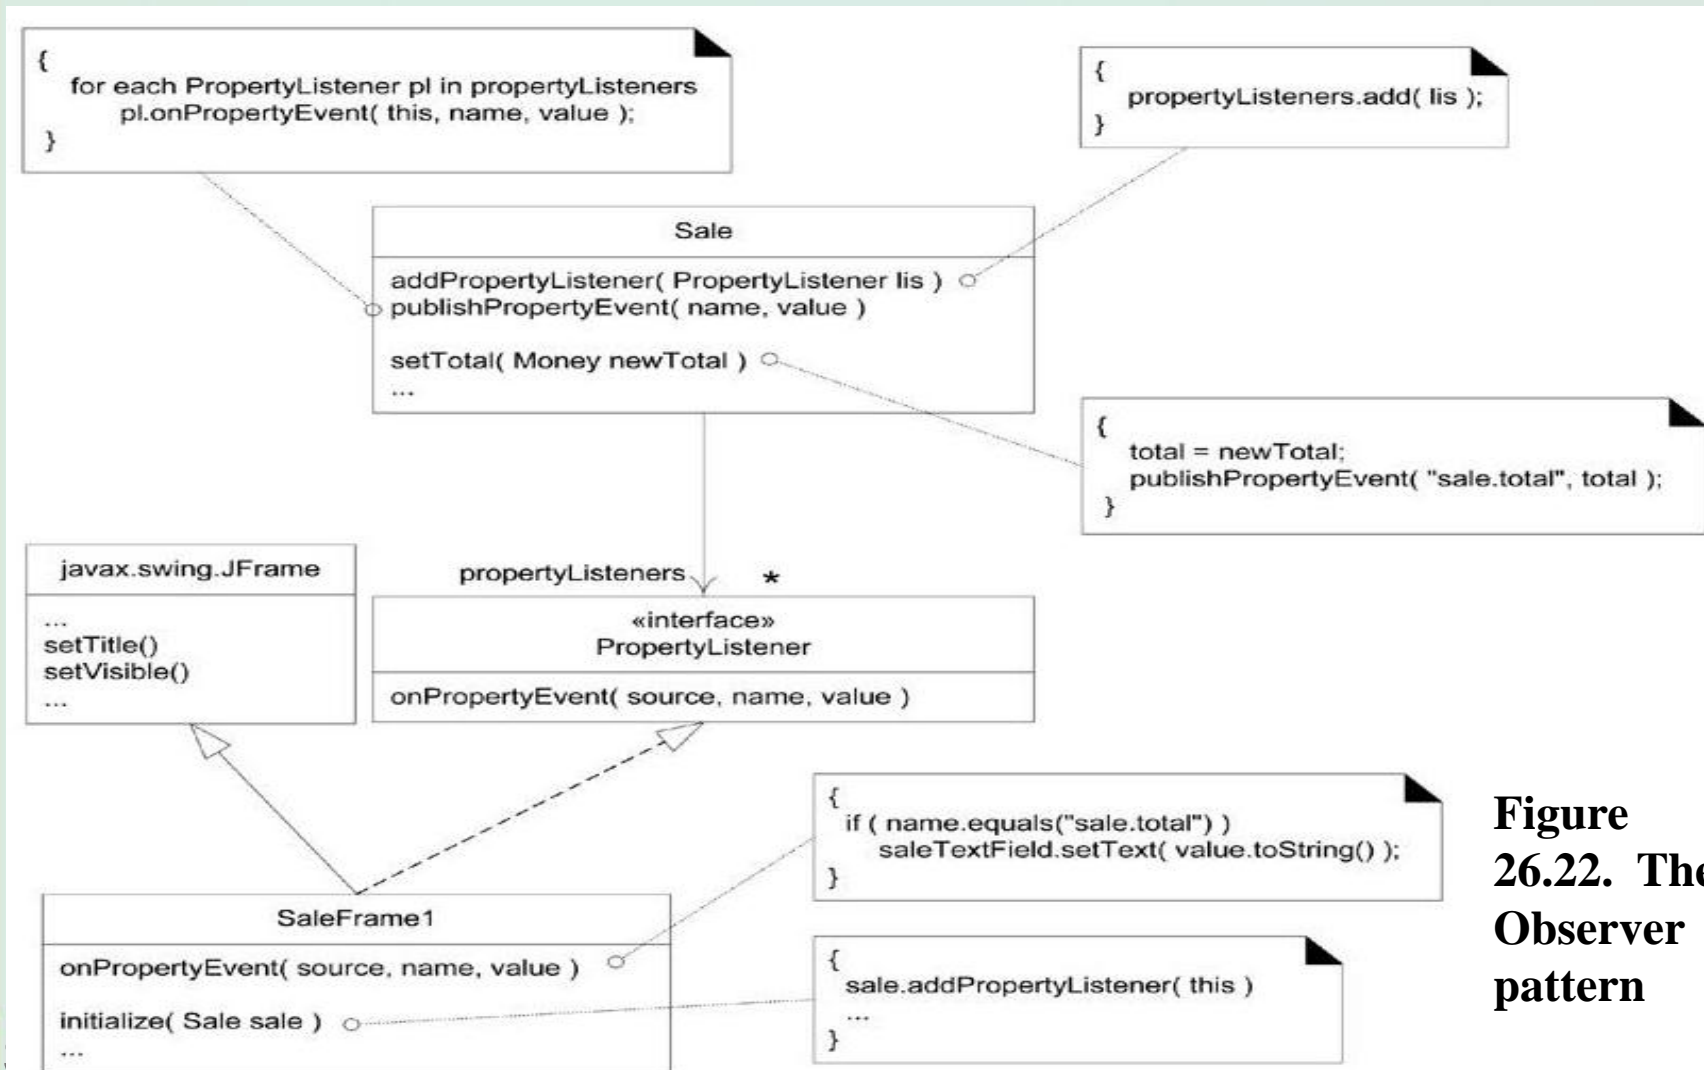 {
for each PropertyListener pl in propertyListeners
pl.onPropertyEvent( this, name, value );
}
{
propertyListeners.add( lis );
}
Sale
addPropertyListener( PropertyListener lis )
publishPropertyEvent( name, value )
setTotal( Money newTotal )
...
{
total = newTotal;
publishPropertyEvent( "sale.total", total );
}
javax.swing.JFrame
...
setTitle()
setVisible()
...
propertyListeners
*
«interface»
PropertyListener
onPropertyEvent( source, name, value )
{
if ( name.equals("sale.total") )
saleTextField.setText( value.toString() );
}
SaleFrame1
onPropertyEvent( source, name, value )
initialize( Sale sale )
...
{
sale.addPropertyListener( this )
...
}
Figure
26.22. The
Observer
pattern